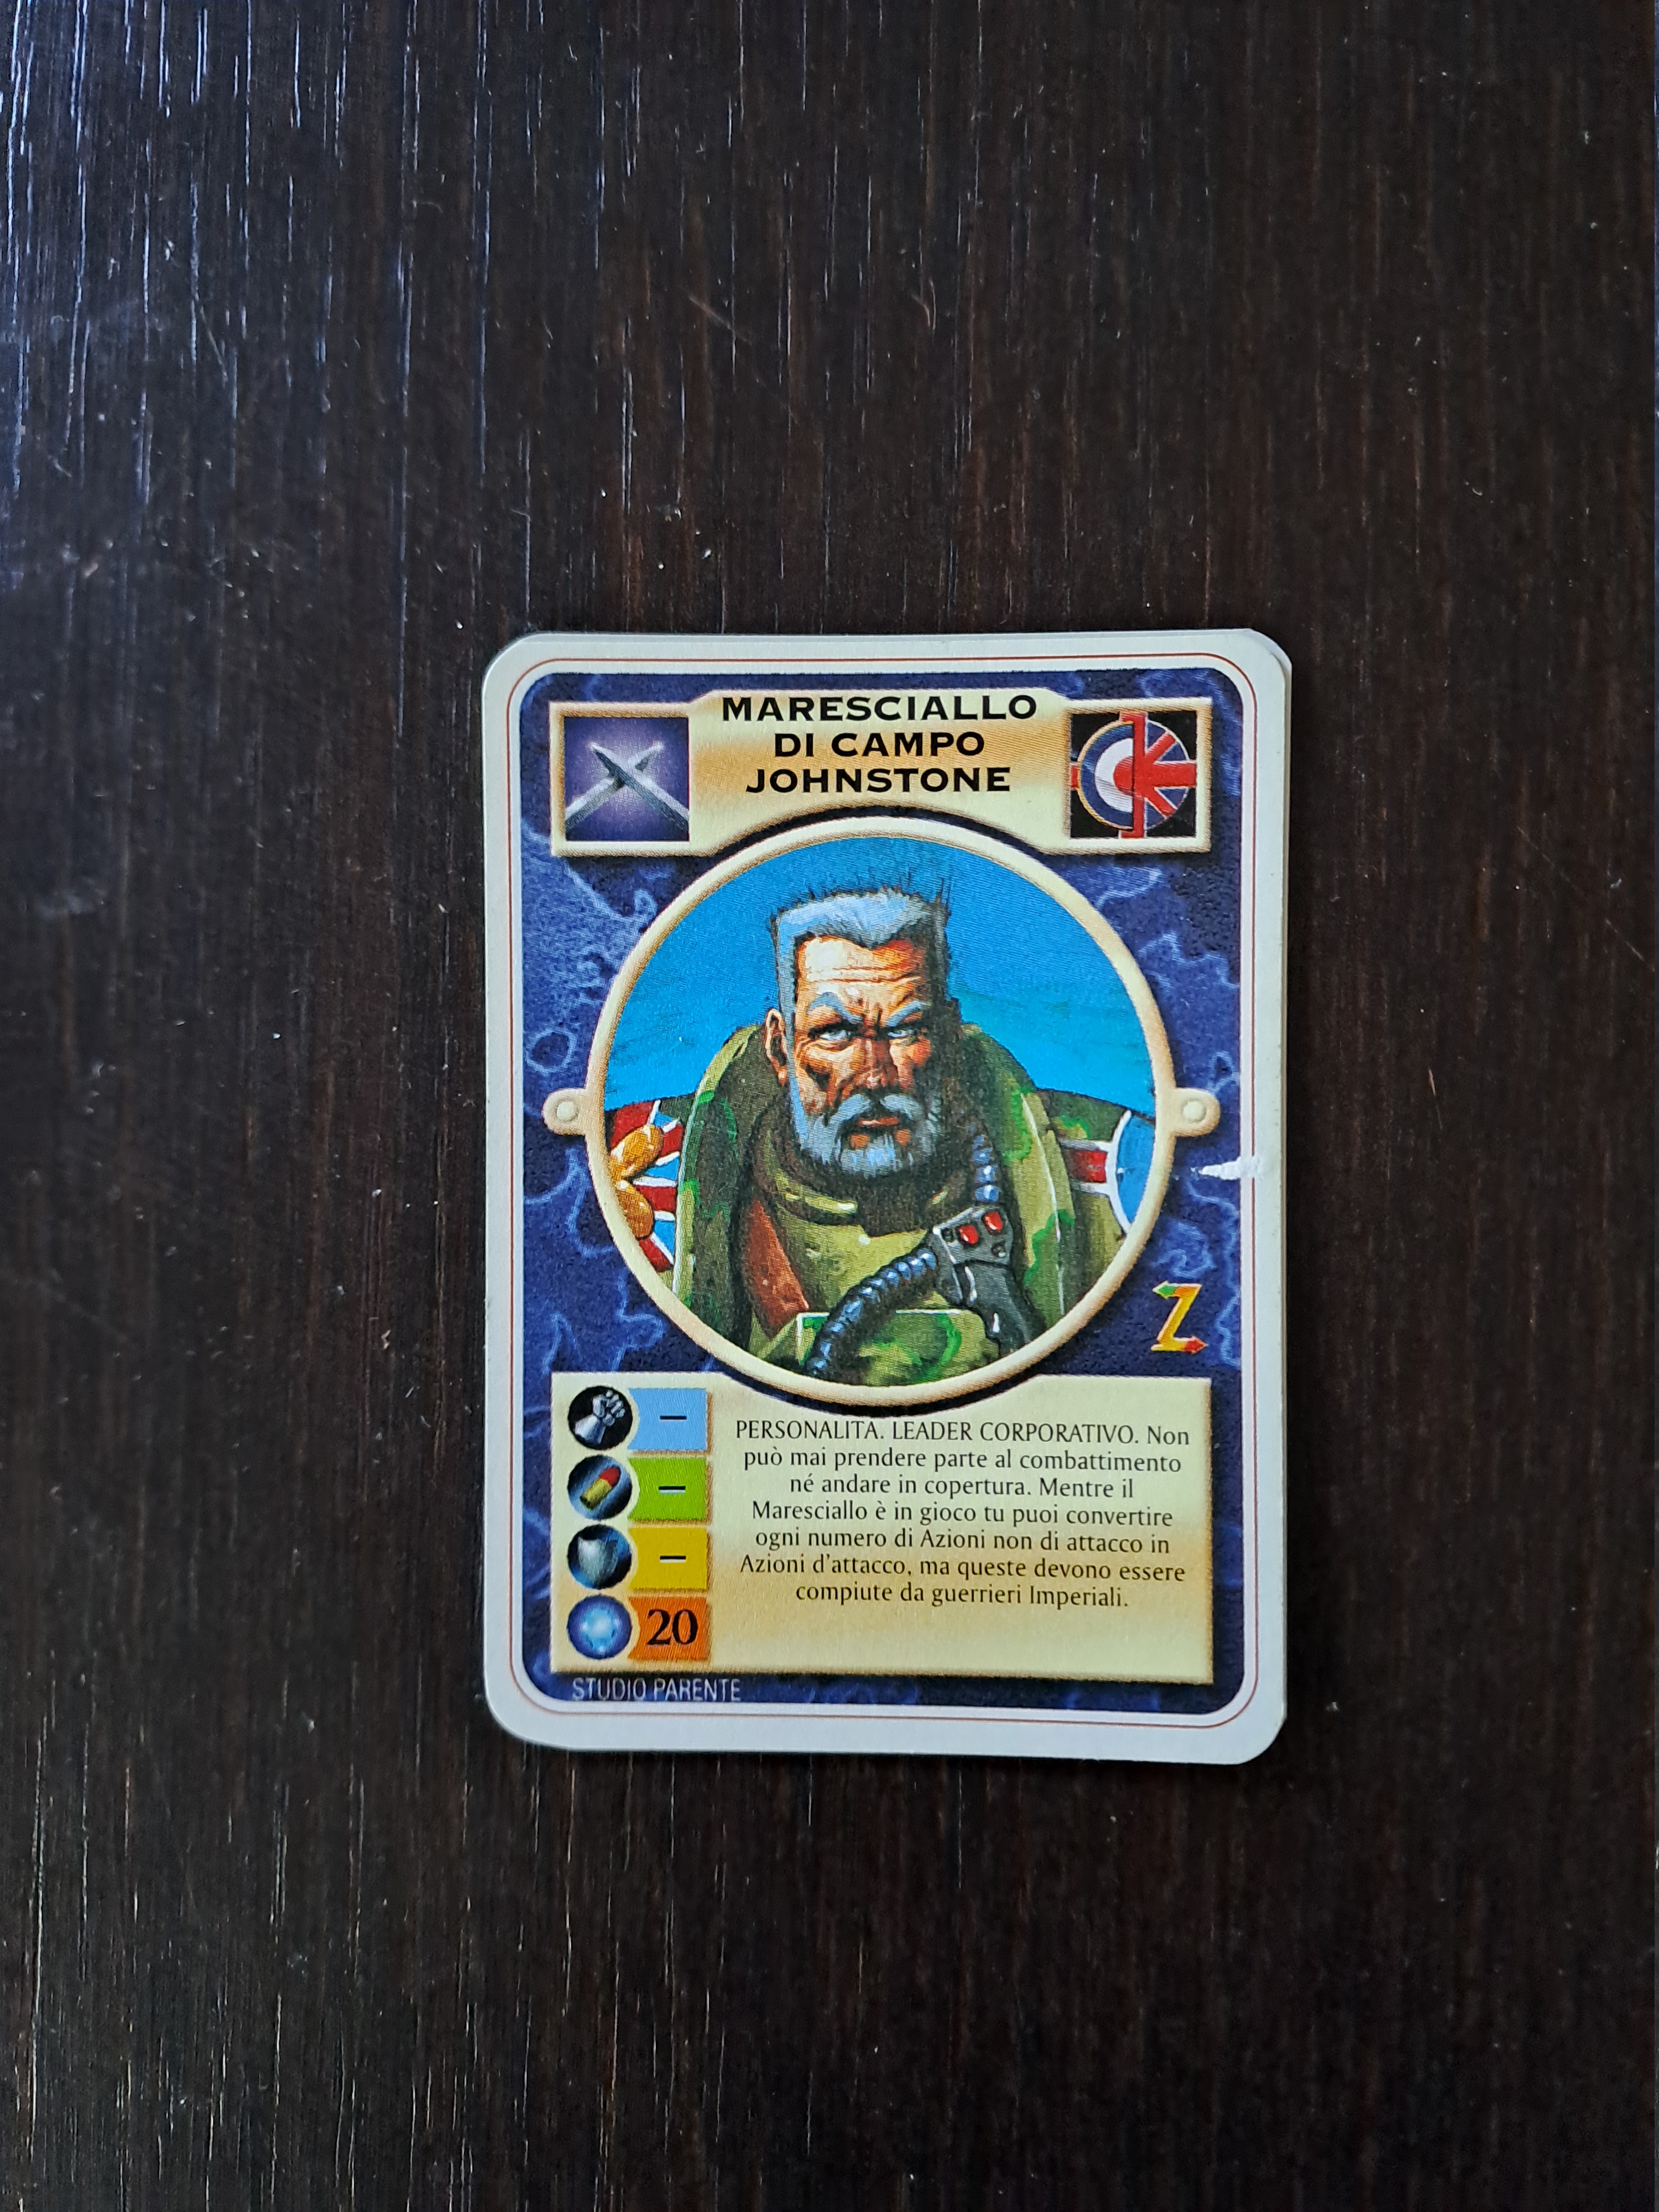 MARESCIALLO
DI CAMPO
JOHNSTONE
PERSONALITA. LEADER CORPORATIVO. Non
può mai prendere parte al combattimento
né andare in copertura. Mentre il
Maresciallo è in gioco tu puoi convertire
ogni numero di Azioni non di attacco in
Azioni d'attacco, ma queste devono essere
compiute da guerrieri Imperiali.
–
–
–
20
STUDIO PARENTE